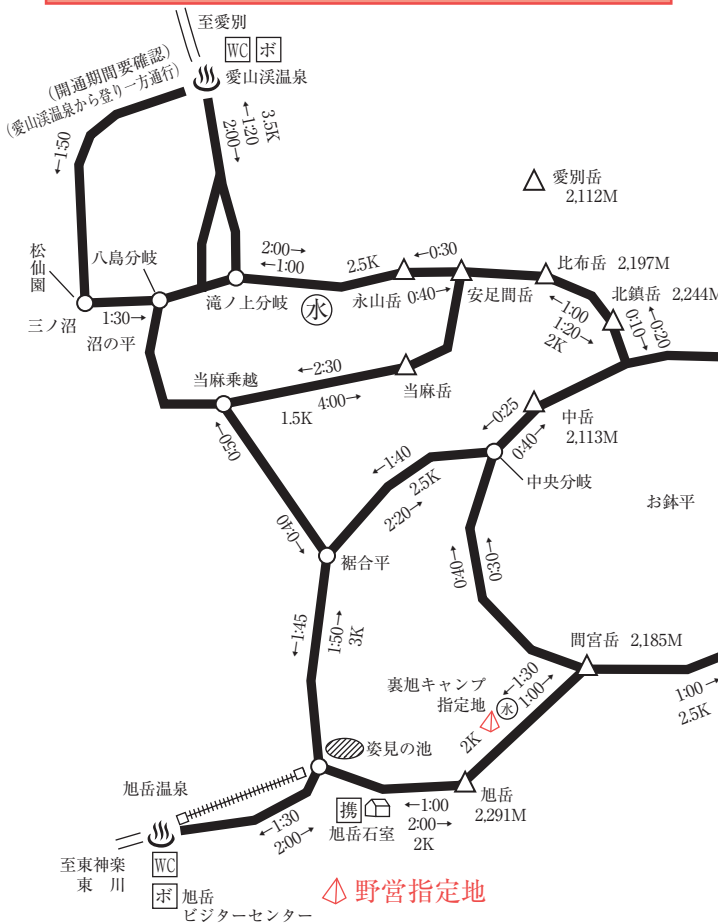 至愛別
WC ボ
愛山渓温泉
(開通期間要確認)
(愛山渓温泉から登り一方通行)
←1:50
3.5K
←1:20
2:00→
愛別岳
2,112M
松仙園
八島分岐
三ノ沼
1:30→
沼の平
滝ノ上分岐
2:00→
←1:00
2.5K
水
永山岳
←0:30
0:40→
安足間岳
比布岳 2,197M
北鎮岳 2,244M
←1:00
1:20→
2K
0:10→
←0:20
当麻乗越
←2:30
4:00→
1.5K
当麻岳
中岳
2,113M
←0:25
0:40→
中央分岐
お鉢平
←0:50
0:40→
←1:40
2.5K
2:20→
裾合平
←0:40
0:30→
間宮岳 2,185M
←1:45
1:50→
3K
裏旭キャンプ
指定地
水
←1:30
1:00→
2K
1:00→
2.5K
姿見の池
旭岳温泉
携
旭岳石室
←1:00
2:00→
2K
旭岳
2,291M
←1:30
2:00→
至東神楽
東川
WC
ボ 旭岳
ビジターセンター
野営指定地